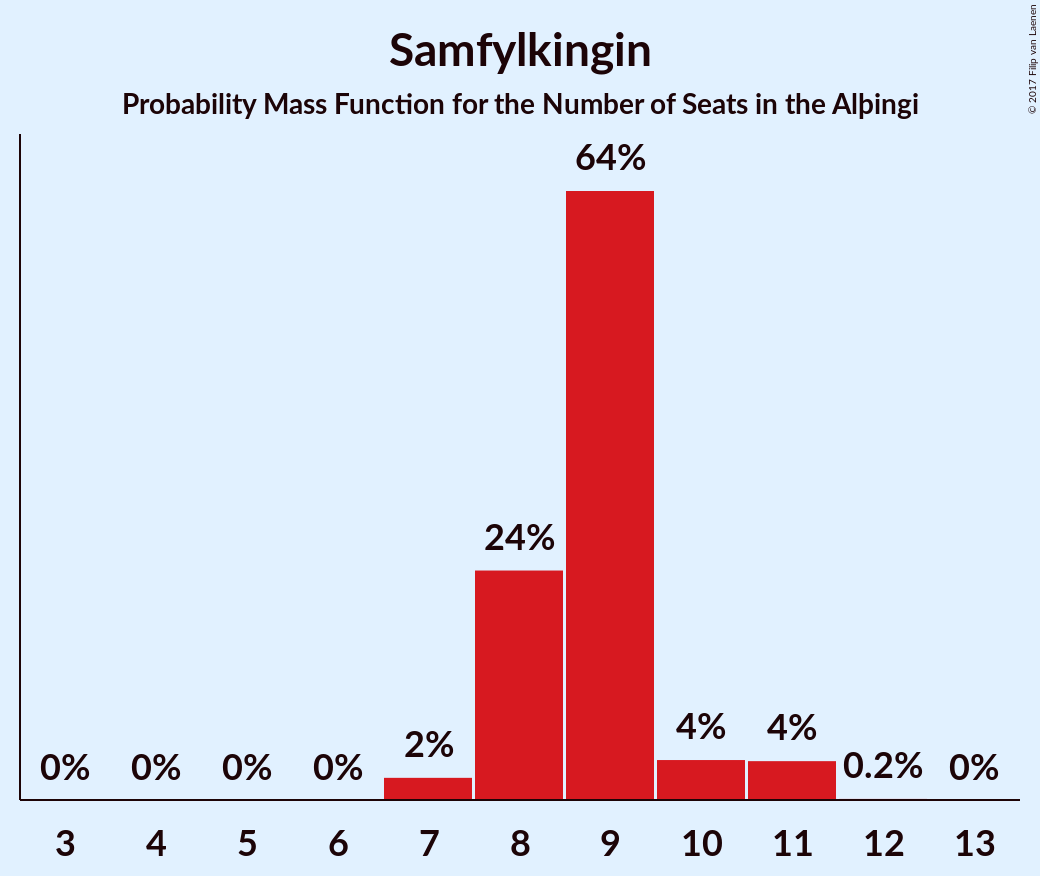 Samfylkingin
Probability Mass Function for the Number of Seats in the Alþingi
© 2017 Filip van Laenen
64%
24%
2%
4%
4%
0%
0%
0%
0%
0.2%
0%
3 4 5 6 7 8 9 10 11 12 13